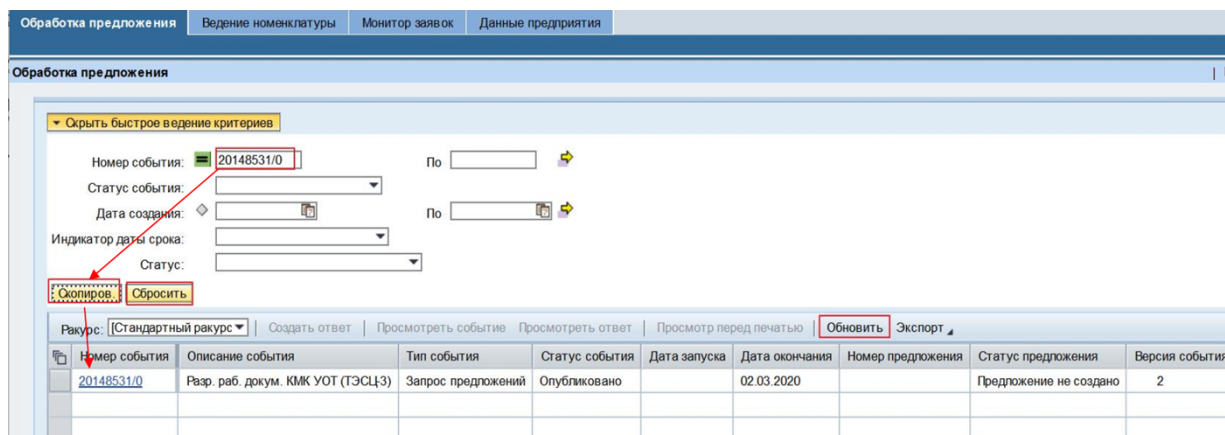 Обработка предложения Ведение номенклатуры Монитор заявок Данные предприятия
Обработка предложения
Скрыть быстрое ведение критериев
Номер события: 20148531/0 По
Статус события:
Дата создания: По
Индикатор даты срока:
Статус:
Скопиров. Сбросить
Ракурс: [Стандартный ракурс Создать ответ Просмотреть событие Просмотреть ответ Просмотр перед печатью Обновить Экспорт
Номер события Описание события Тип события Статус события Дата запуска Дата окончания Номер предложения Статус предложения Версия события
20148531/0 Разр. раб. докум. КМК УОТ (ТЭСЦ-3) Запрос предложений Опубликовано 02.03.2020 Предложение не создано 2